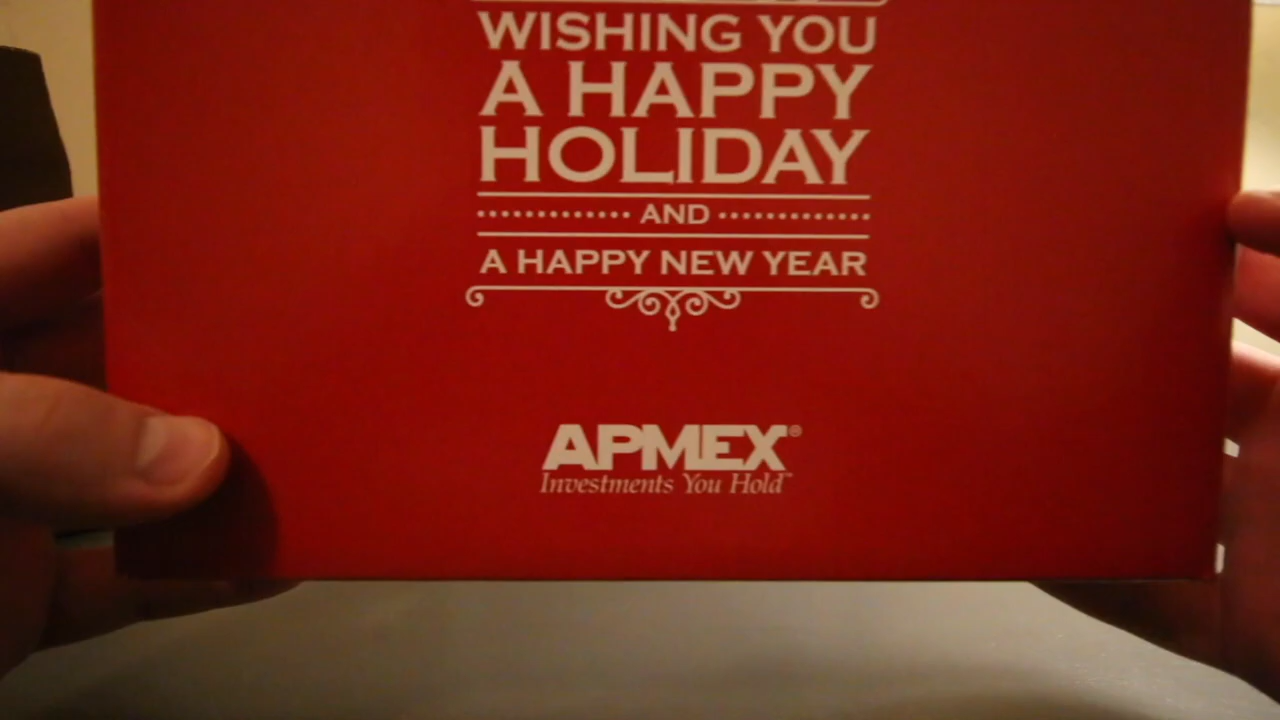 WISHING YOU
A HAPPY
HOLIDAY
AND
A HAPPY NEW YEAR
APMEX®
Investments You Hold™